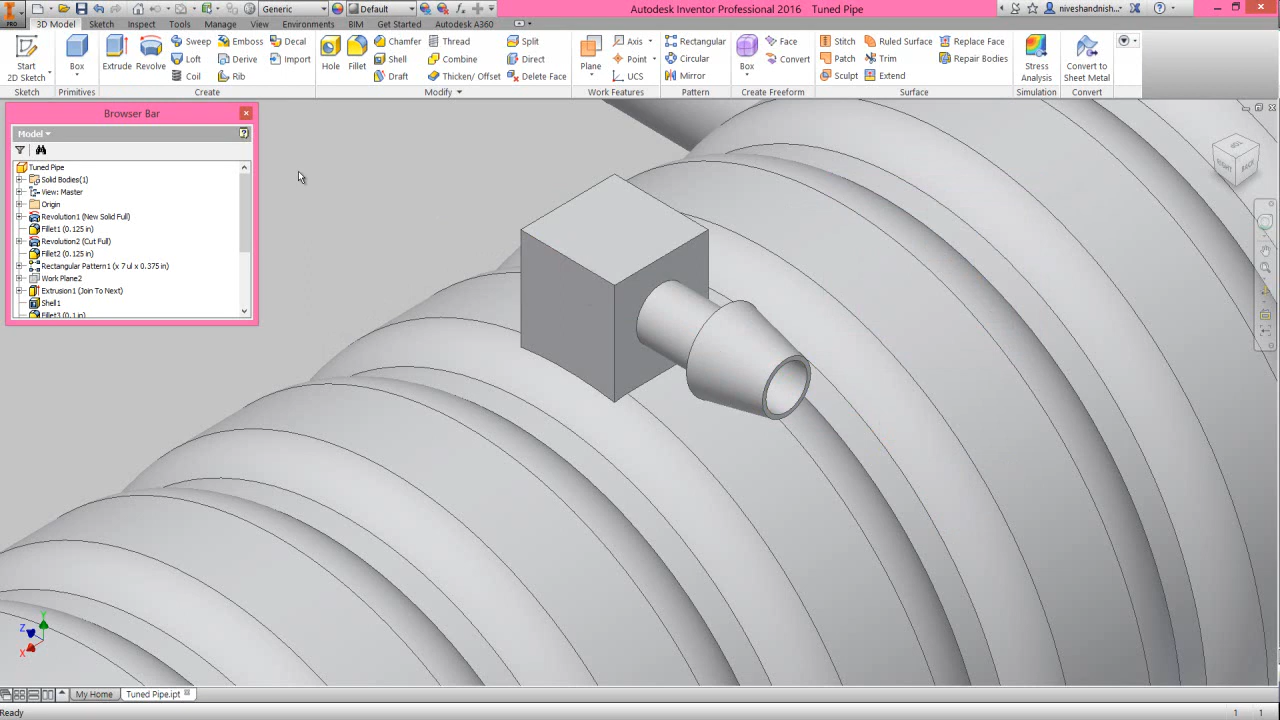 Generic
Default
Autodesk Inventor Professional 2016 Tuned Pipe
niveshandnish...
PRO
3D Model Sketch Inspect Tools Manage View Environments BIM Get Started Autodesk A360
Start 2D Sketch
Box
Extrude
Revolve
Sweep
Loft
Coil
Emboss
Derive
Rib
Decal
Import
Hole
Fillet
Chamfer
Shell
Draft
Thread
Combine
Thicken/ Offset
Split
Direct
Delete Face
Plane
Axis
Point
UCS
Rectangular
Circular
Mirror
Box
Face
Convert
Stitch
Patch
Sculpt
Ruled Surface
Trim
Extend
Replace Face
Repair Bodies
Stress Analysis
Convert to Sheet Metal
Sketch Primitives Create Modify Work Features Pattern Create Freeform Surface Simulation Convert
Browser Bar
Model
Tuned Pipe
Solid Bodies(1)
View: Master
Origin
Revolution1 (New Solid Full)
Fillet1 (0.125 in)
Revolution2 (Cut Full)
Fillet2 (0.125 in)
Rectangular Pattern1 (x 7 ul x 0.375 in)
Work Plane2
Extrusion1 (Join To Next)
Shell1
Fillet3 (0.1 in)
RIGHT
BACK
Y
Z
X
My Home
Tuned Pipe.ipt
Ready
1 1